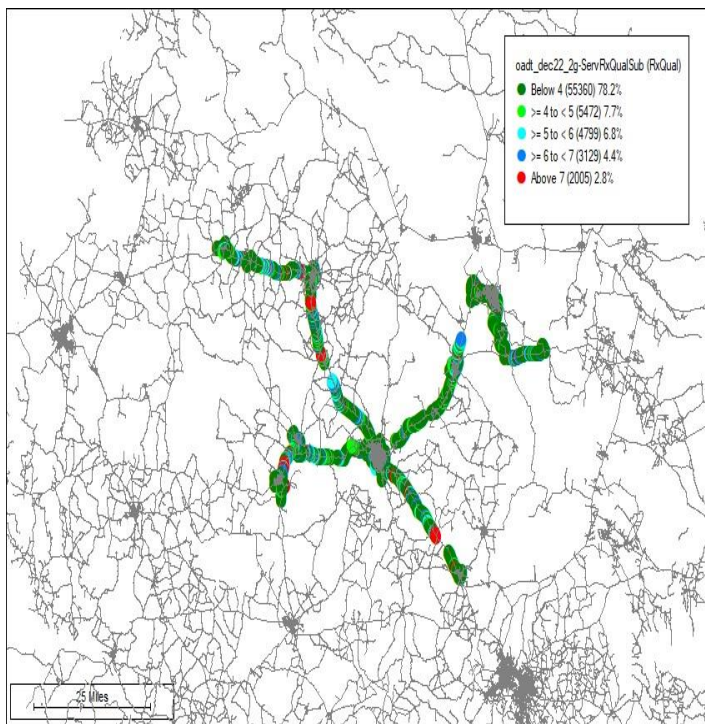 oadt_dec22_2g-ServRxQualSub (RxQual)
Below 4 (55360) 78.2%
>= 4 to < 5 (5472) 7.7%
>= 5 to < 6 (4799) 6.8%
>= 6 to < 7 (3129) 4.4%
Above 7 (2005) 2.8%
25 Miles